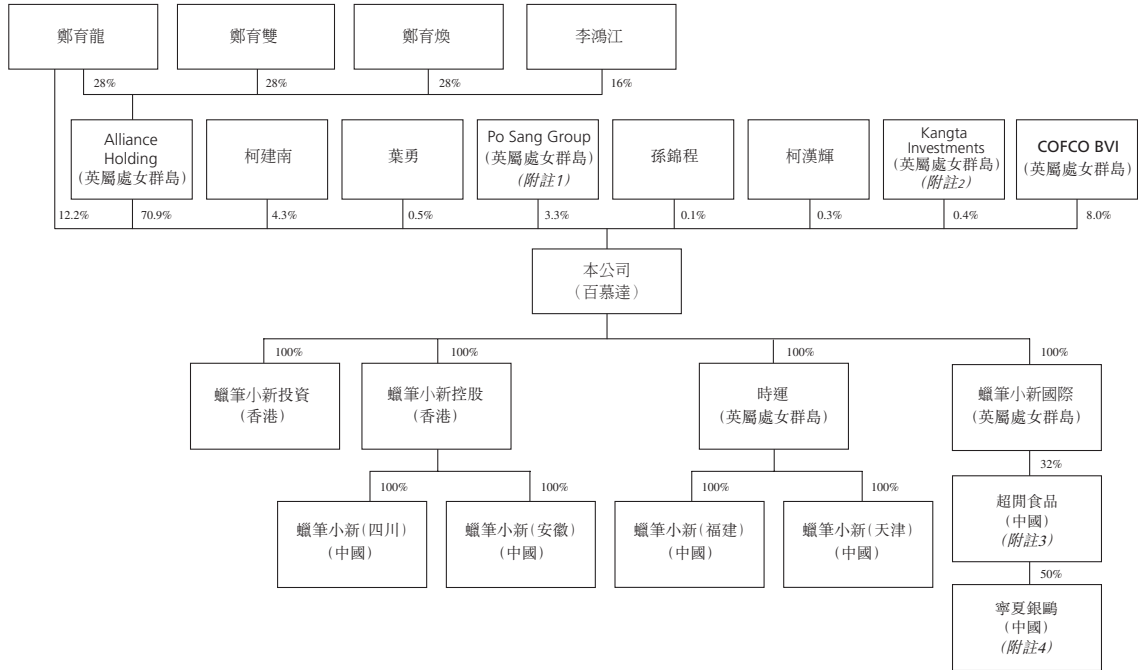 鄭育龍
鄭育雙
鄭育煥
李鴻江
28%
28%
28%
16%
Alliance
Holding
(英屬處女群島)
柯建南
葉勇
Po Sang Group
(英屬處女群島)
(附註1)
孫錦程
柯漢輝
Kangta
Investments
(英屬處女群島)
(附註2)
COFCO BVI
(英屬處女群島)
12.2%
70.9%
4.3%
0.5%
3.3%
0.1%
0.3%
0.4%
8.0%
本公司
(百慕達)
100%
100%
100%
100%
蠟筆小新投資
(香港)
蠟筆小新控股
(香港)
時運
(英屬處女群島)
蠟筆小新國際
(英屬處女群島)
100%
100%
100%
100%
32%
蠟筆小新(四川)
(中國)
蠟筆小新(安徽)
(中國)
蠟筆小新(福建)
(中國)
蠟筆小新(天津)
(中國)
超閒食品
(中國)
(附註3)
50%
寧夏銀鷗
(中國)
(附註4)